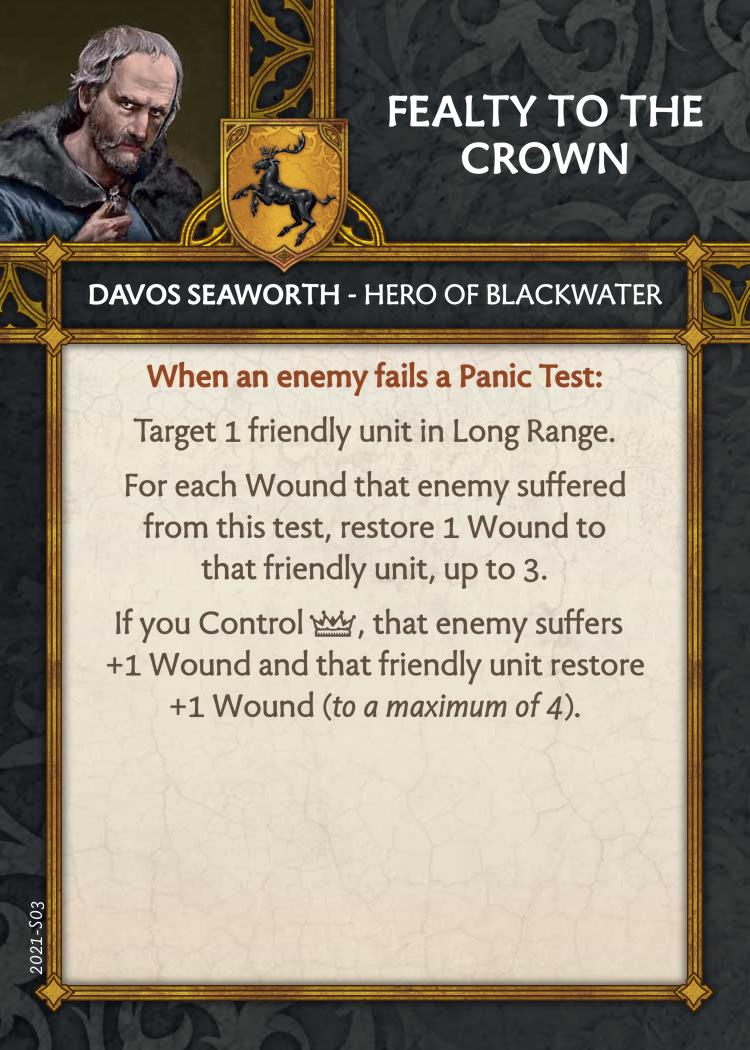 FEALTY TO THE
CROWN
DAVOS SEAWORTH - HERO OF BLACKWATER
When an enemy fails a Panic Test:
Target 1 friendly unit in Long Range.
For each Wound that enemy suffered
from this test, restore 1 Wound to
that friendly unit, up to 3.
If you Control , that enemy suffers
+1 Wound and that friendly unit restore
+1 Wound (to a maximum of 4).
2021-S03